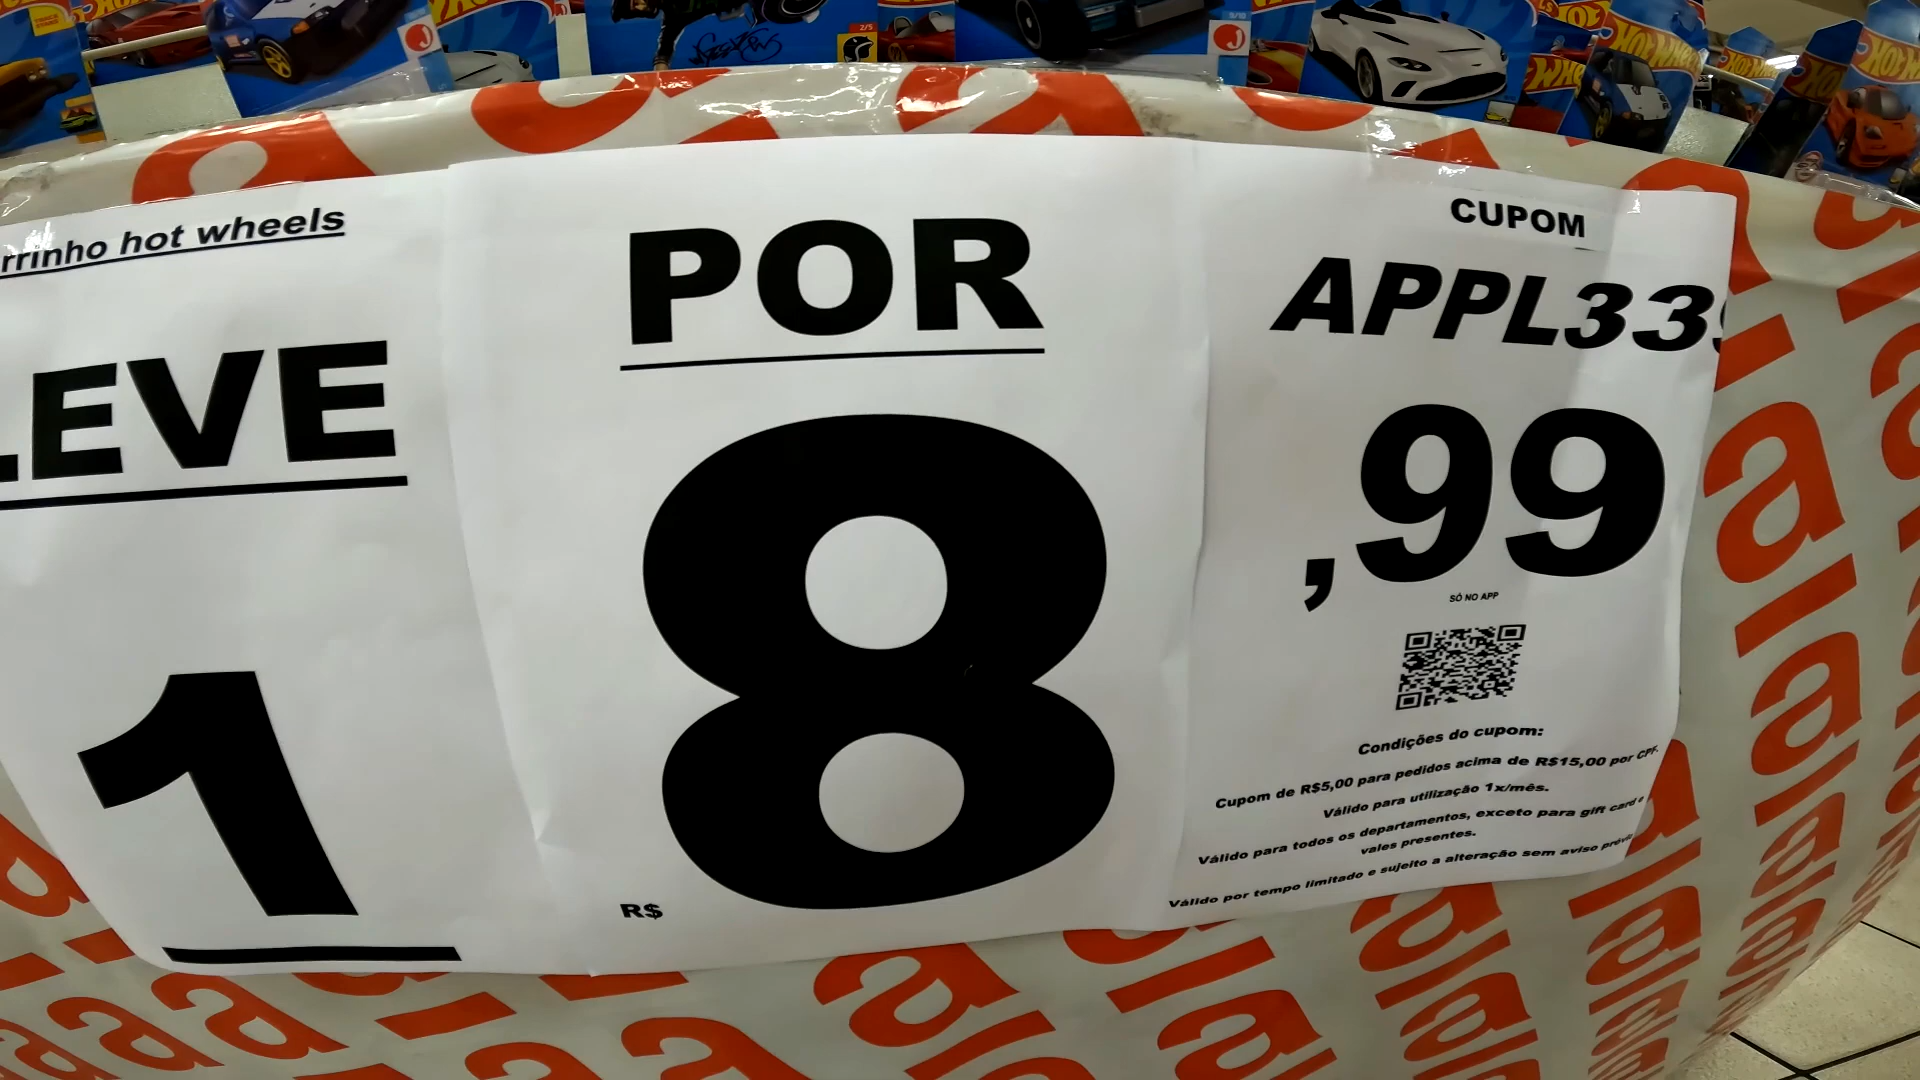 rrinho hot wheels
LEVE
1
POR
8
R$
CUPOM
APPL33
,99
SÓ NO APP
Condições do cupom:
Cupom de R$5,00 para pedidos acima de R$15,00 por CPF.
Válido para utilização 1x/mês.
Válido para todos os departamentos, exceto para gift card e
vales presentes.
Válido por tempo limitado e sujeito a alteração sem aviso prévio